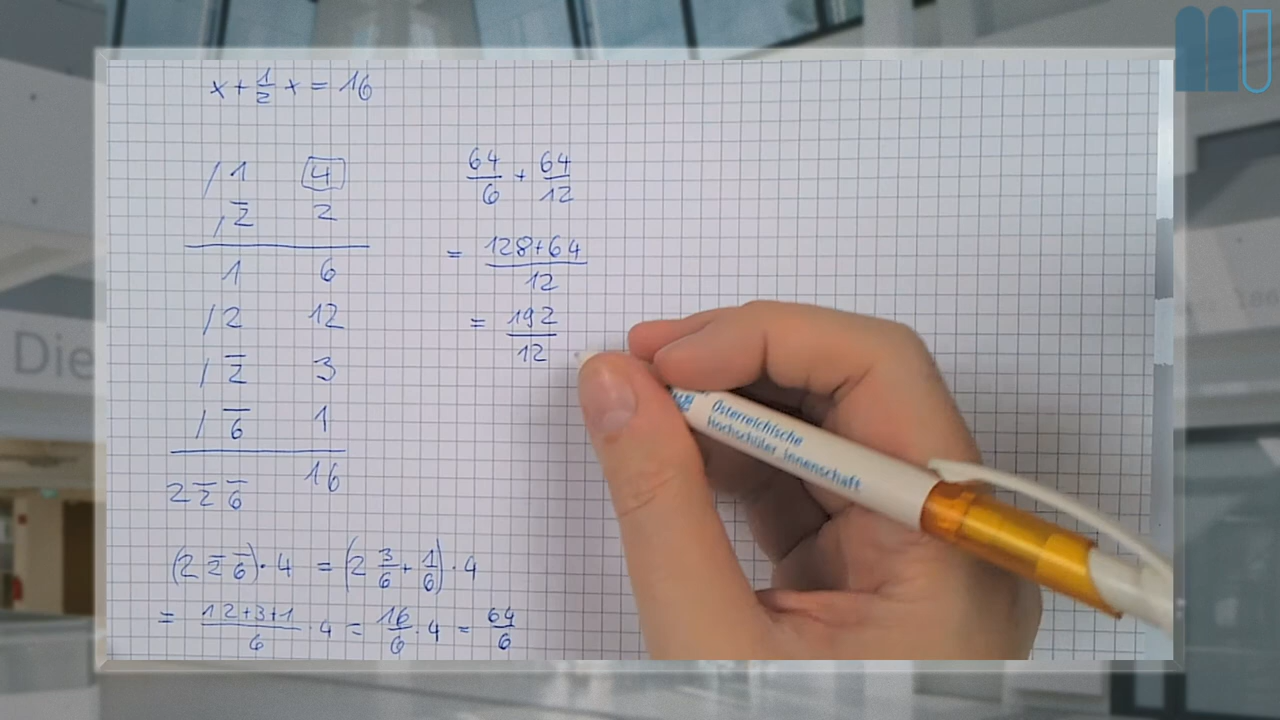 x + 1/2 x = 16
/ 1 4
/ 2̅ 2
1 6
/ 2 12
/ 2̅ 3
/ 6̅ 1
2 2̅ 6̅ 16
(2 2̅ 6̅) · 4 = (2 3/6 + 1/6) · 4
= (12+3+1)/6 · 4 = 16/6 · 4 = 64/6
64/6 + 64/12
= (128+64)/12
= 192/12
Österreichische
Hochschüler_innenschaft
Die